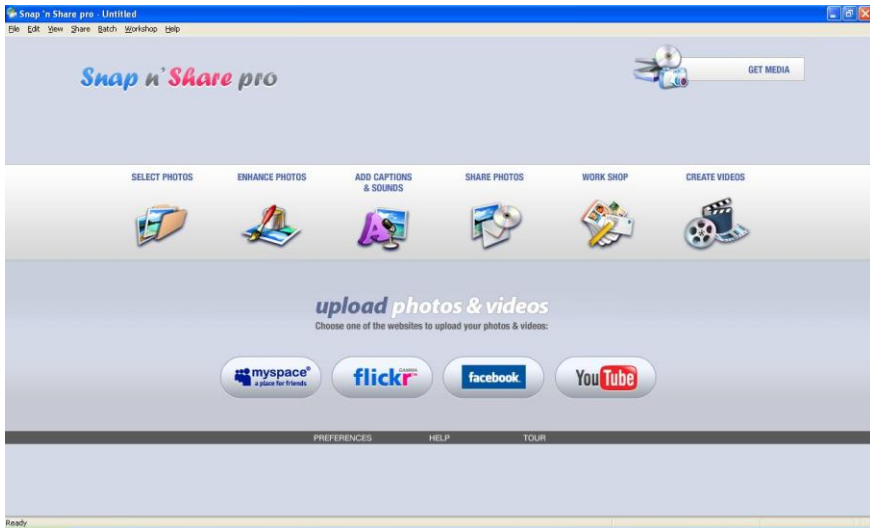 Snap 'n Share pro - Untitled
File Edit View Share Batch Workshop Help
Snap n' Share pro
GET MEDIA
SELECT PHOTOS
ENHANCE PHOTOS
ADD CAPTIONS
& SOUNDS
SHARE PHOTOS
WORK SHOP
CREATE VIDEOS
upload photos & videos
Choose one of the websites to upload your photos & videos:
myspace®
a place for friends
flickr GAMMA™
facebook
YouTube
PREFERENCES HELP TOUR
Ready